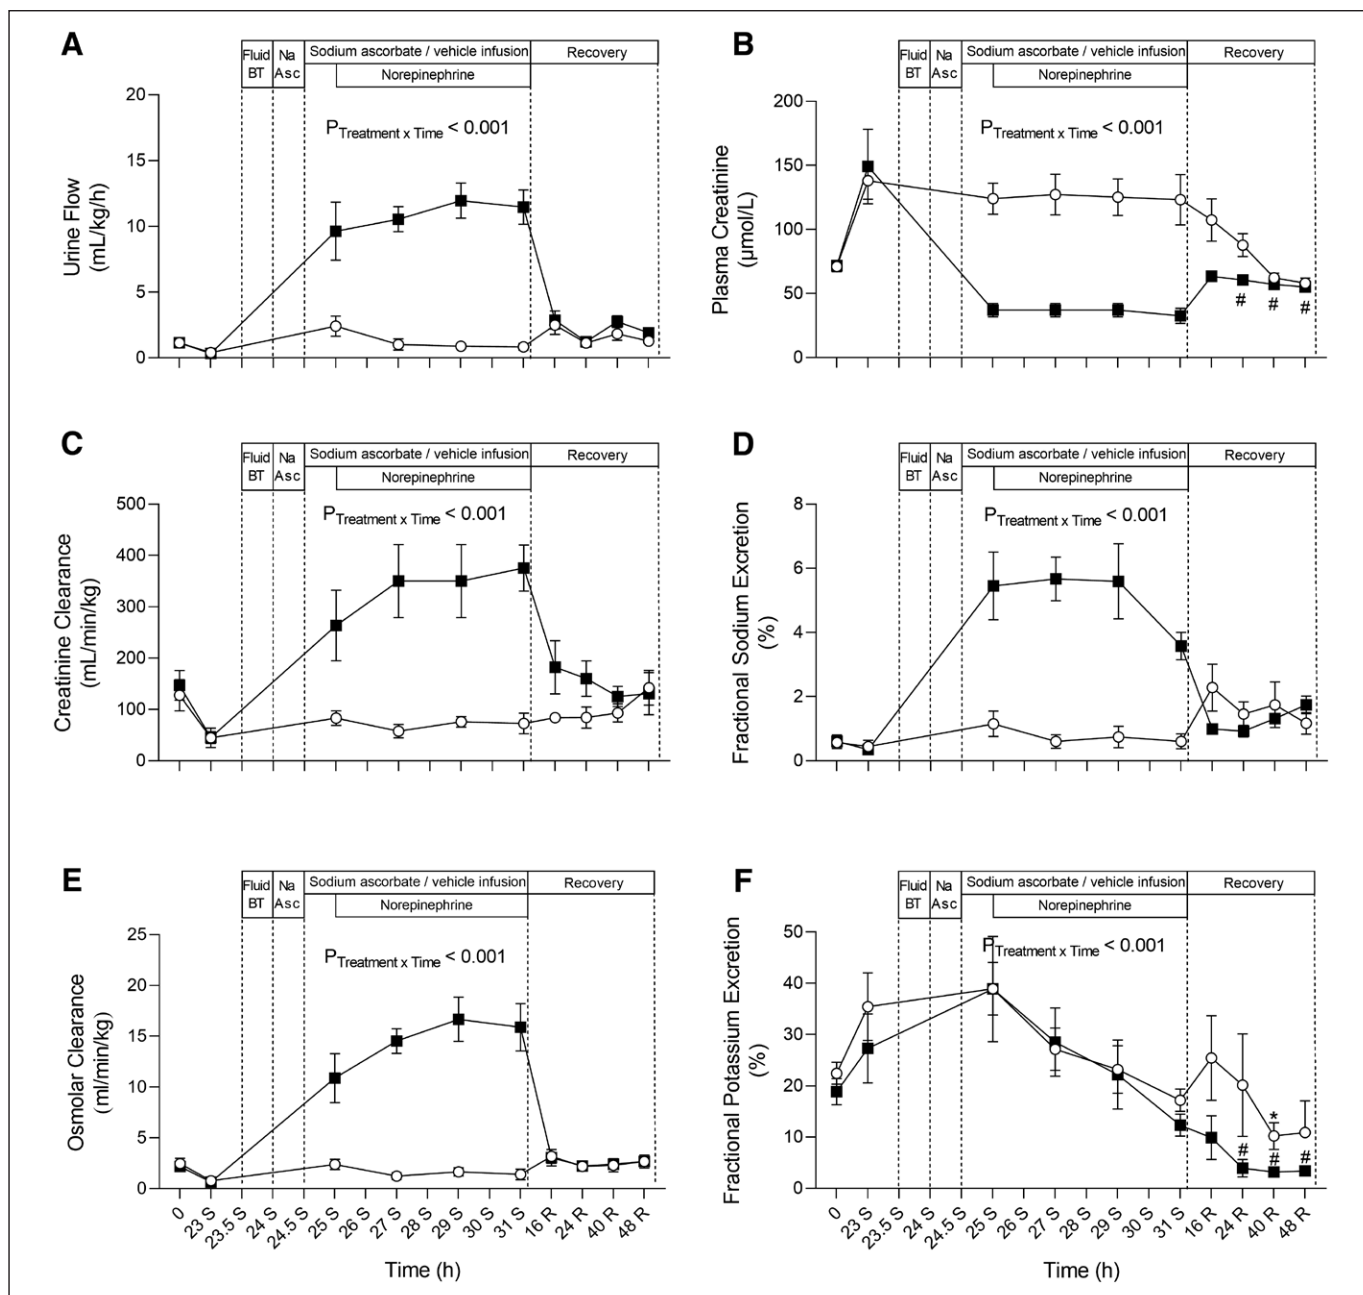 A
Fluid BT
Na Asc
Sodium ascorbate / vehicle infusion
Norepinephrine
Recovery
P Treatment x Time < 0.001
Urine Flow
(mL/kg/h)
20
15
10
5
0
B
Fluid BT
Na Asc
Sodium ascorbate / vehicle infusion
Norepinephrine
Recovery
P Treatment x Time < 0.001
Plasma Creatinine
(µmol/L)
200
150
100
50
0
# # #
C
Fluid BT
Na Asc
Sodium ascorbate / vehicle infusion
Norepinephrine
Recovery
P Treatment x Time < 0.001
Creatinine Clearance
(mL/min/kg)
500
400
300
200
100
0
D
Fluid BT
Na Asc
Sodium ascorbate / vehicle infusion
Norepinephrine
Recovery
P Treatment x Time < 0.001
Fractional Sodium Excretion
(%)
8
6
4
2
0
E
Fluid BT
Na Asc
Sodium ascorbate / vehicle infusion
Norepinephrine
Recovery
P Treatment x Time < 0.001
Osmolar Clearance
(ml/min/kg)
25
20
15
10
5
0
0 23 S 23.5 S 24 S 24.5 S 25 S 26 S 27 S 28 S 29 S 30 S 31 S 16 R 24 R 40 R 48 R
Time (h)
F
Fluid BT
Na Asc
Sodium ascorbate / vehicle infusion
Norepinephrine
Recovery
P Treatment x Time < 0.001
Fractional Potassium Excretion
(%)
50
40
30
20
10
0
*
# # #
0 23 S 23.5 S 24 S 24.5 S 25 S 26 S 27 S 28 S 29 S 30 S 31 S 16 R 24 R 40 R 48 R
Time (h)